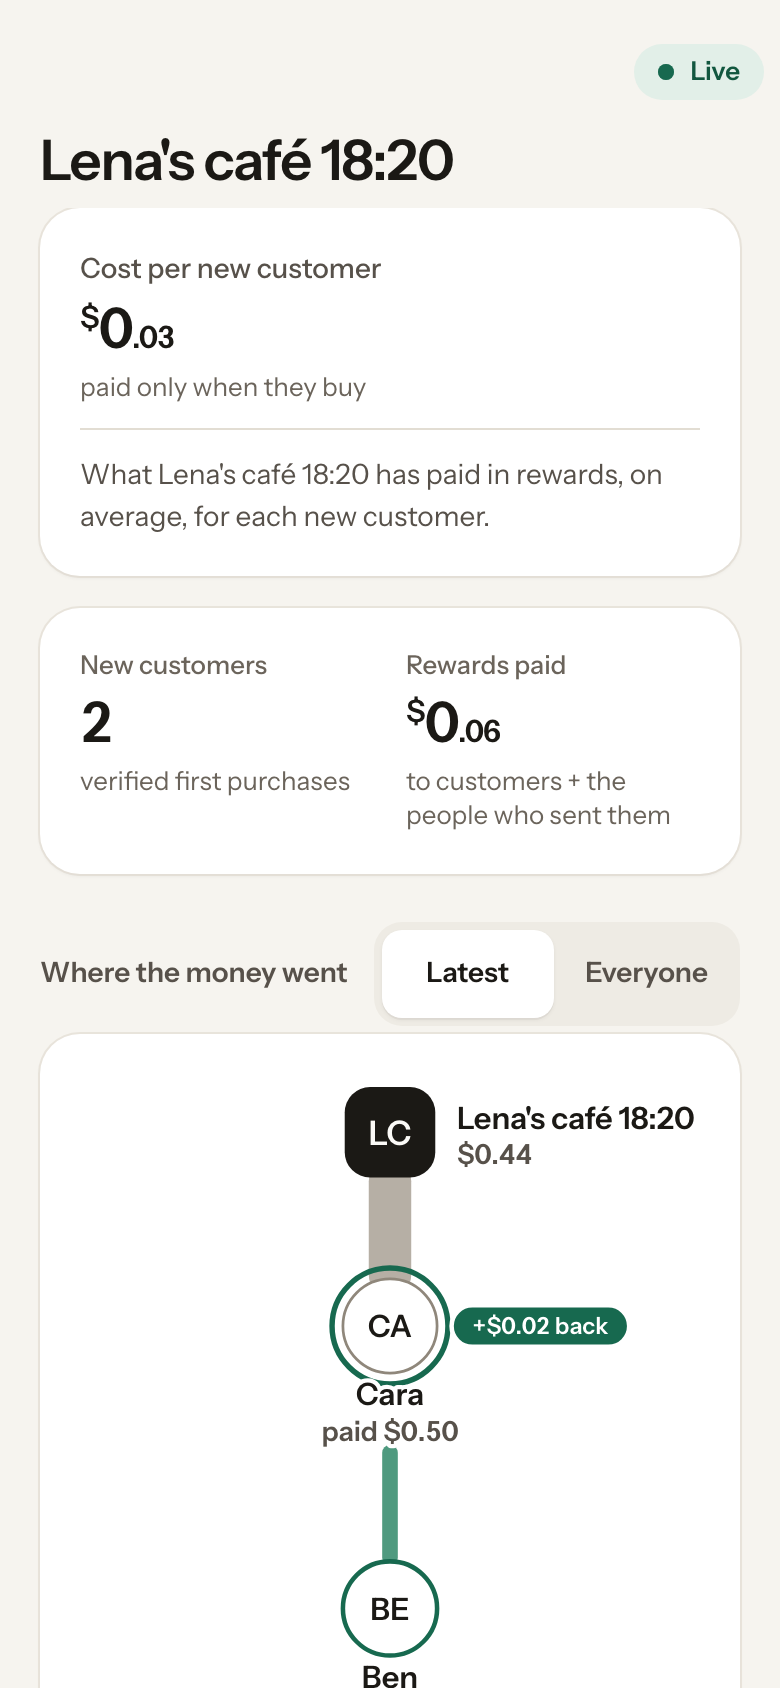 Live
Lena's café 18:20
Cost per new customer
$0.03
paid only when they buy
What Lena's café 18:20 has paid in rewards, on
average, for each new customer.
New customers
2
verified first purchases
Rewards paid
$0.06
to customers + the
people who sent them
Where the money went
Latest
Everyone
LC
Lena's café 18:20
$0.44
CA
+$0.02 back
Cara
paid $0.50
BE
Ben